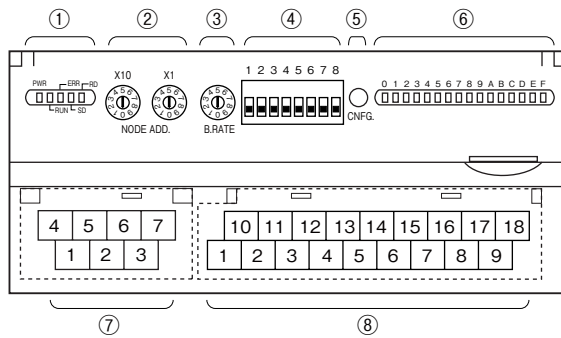 ① ② ③ ④ ⑤ ⑥
PWR ERR RD
RUN SD
X10 X1
NODE ADD.
B.RATE
1 2 3 4 5 6 7 8
CNFG.
0 1 2 3 4 5 6 7 8 9 A B C D E F
4 5 6 7
1 2 3
10 11 12 13 14 15 16 17 18
1 2 3 4 5 6 7 8 9
⑦ ⑧